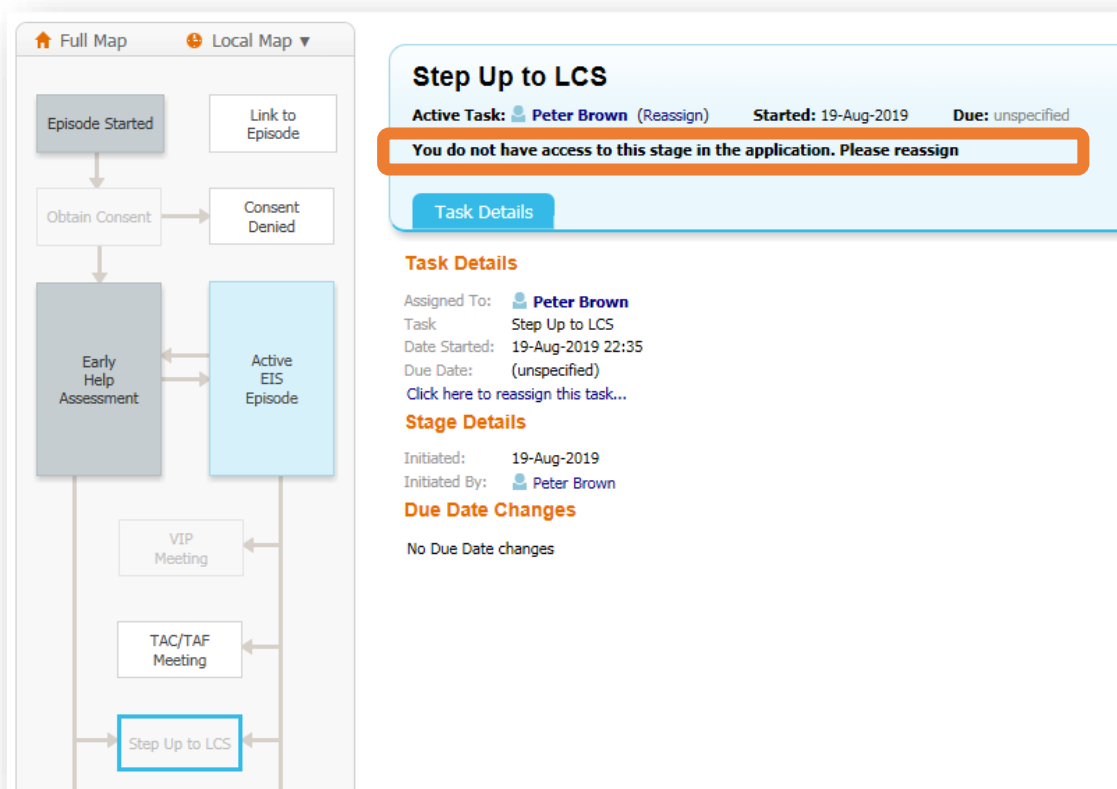 Full Map
Local Map ▼
Episode Started
Link to
Episode
Obtain Consent
Consent
Denied
Early
Help
Assessment
Active
EIS
Episode
VIP
Meeting
TAC/TAF
Meeting
Step Up to LCS
Step Up to LCS
Active Task: Peter Brown (Reassign) Started: 19-Aug-2019 Due: unspecified
You do not have access to this stage in the application. Please reassign
Task Details
Task Details
Assigned To: Peter Brown
Task Step Up to LCS
Date Started: 19-Aug-2019 22:35
Due Date: (unspecified)
Click here to reassign this task...
Stage Details
Initiated: 19-Aug-2019
Initiated By: Peter Brown
Due Date Changes
No Due Date changes